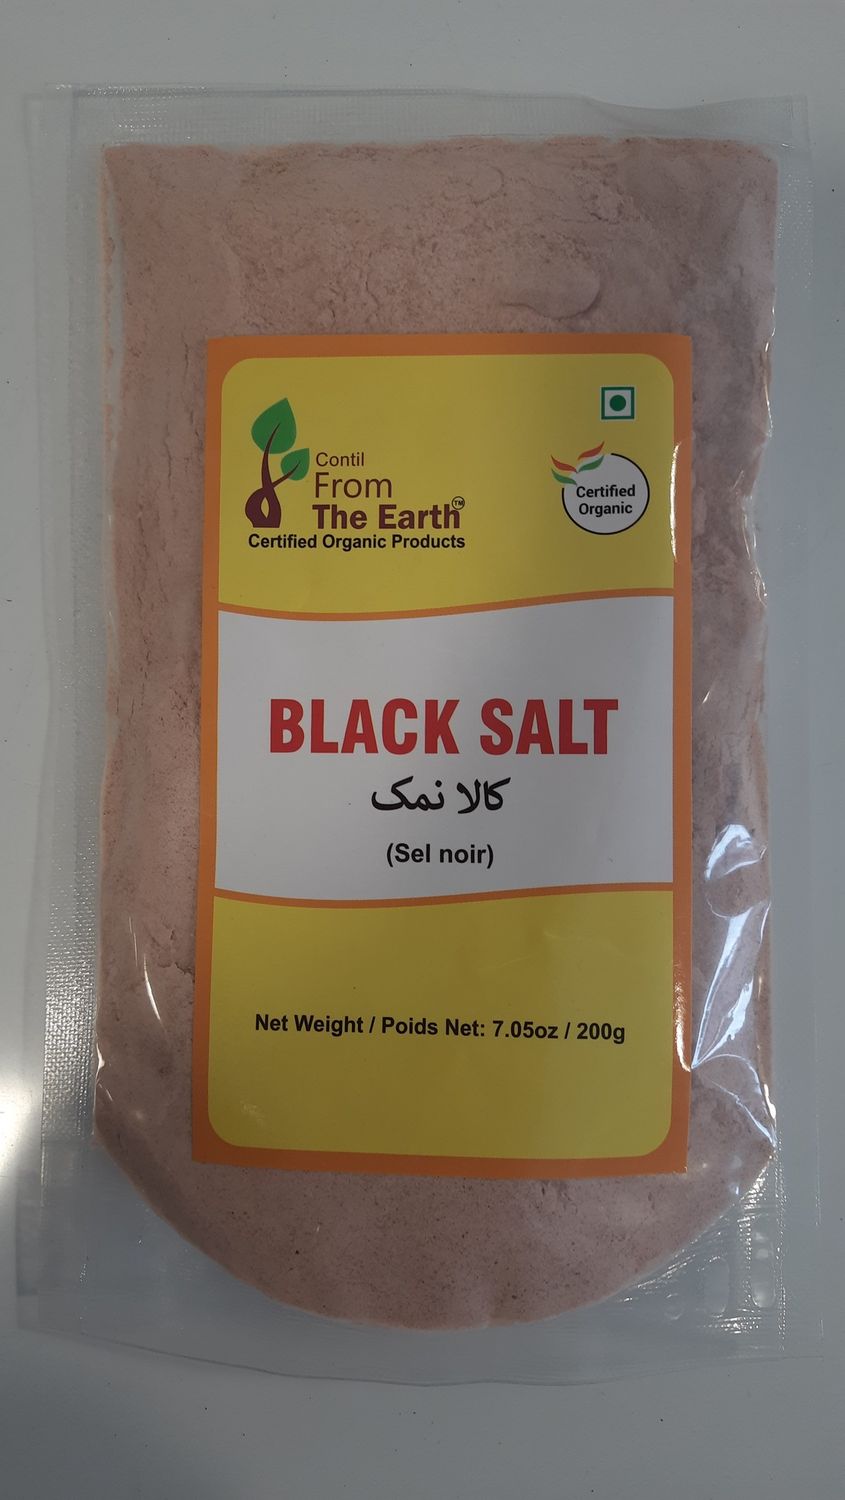 Contil
From
The Earth™
Certified Organic Products
Certified
Organic
BLACK SALT
کالا نمک
(Sel noir)
Net Weight / Poids Net: 7.05oz / 200g